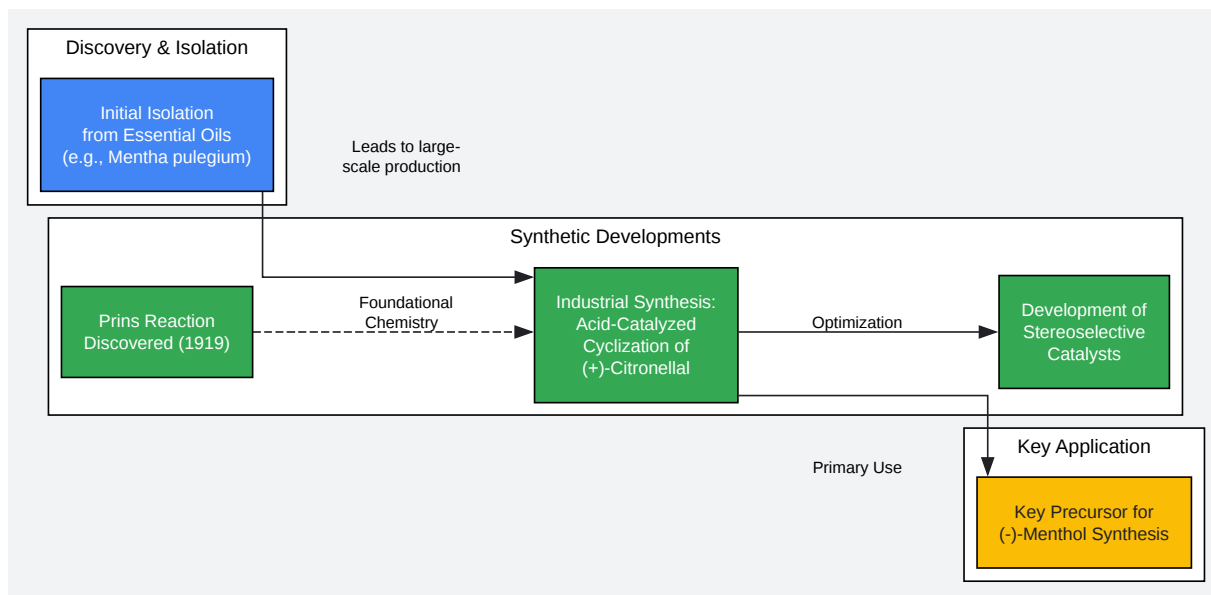 Discovery & Isolation
Initial Isolation
from Essential Oils
(e.g., Mentha pulegium)
Leads to large-
scale production
Synthetic Developments
Prins Reaction
Discovered (1919)
Foundational
Chemistry
Industrial Synthesis:
Acid-Catalyzed
Cyclization of
(+)-Citronellal
Optimization
Development of
Stereoselective
Catalysts
Primary Use
Key Application
Key Precursor for
(-)-Menthol Synthesis